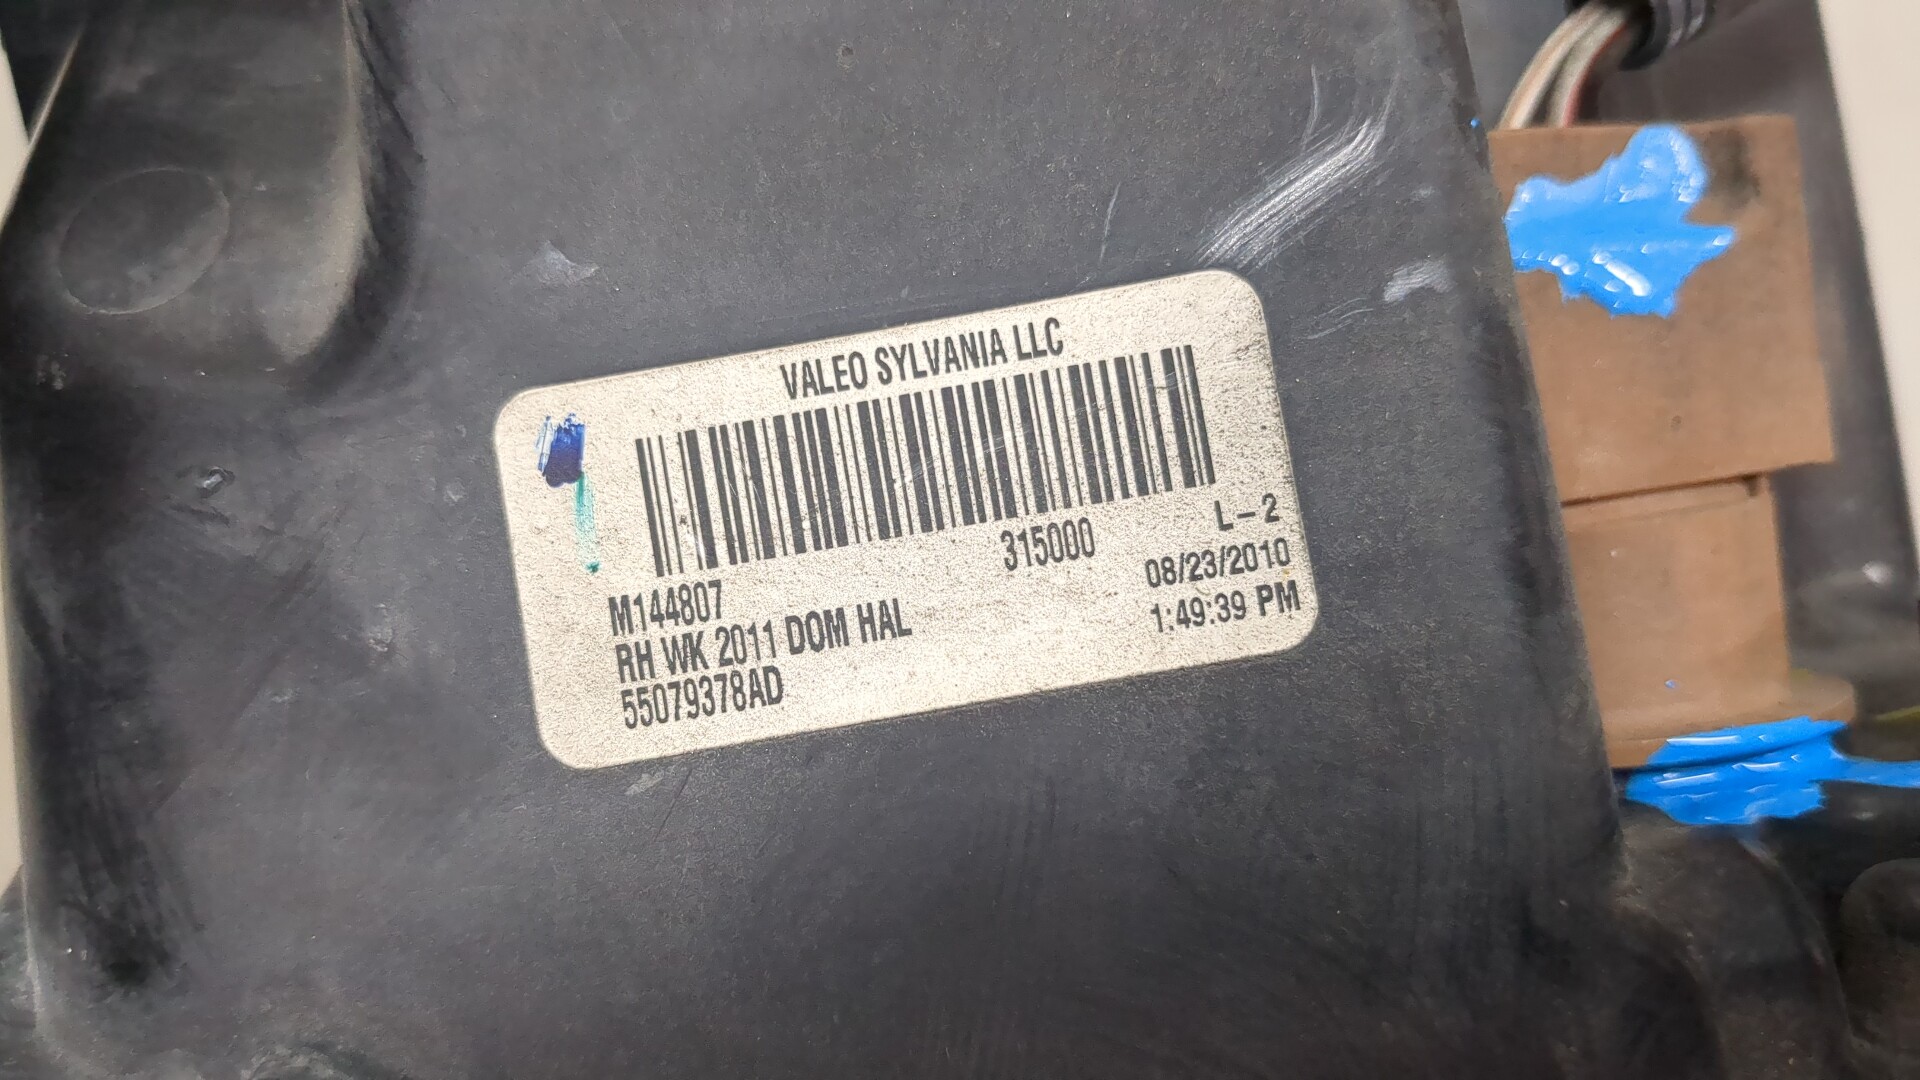 VALEO SYLVANIA LLC
315000
L-2
M144807
08/23/2010
RH WK 2011 DOM HAL
1:49:39 PM
55079378AD